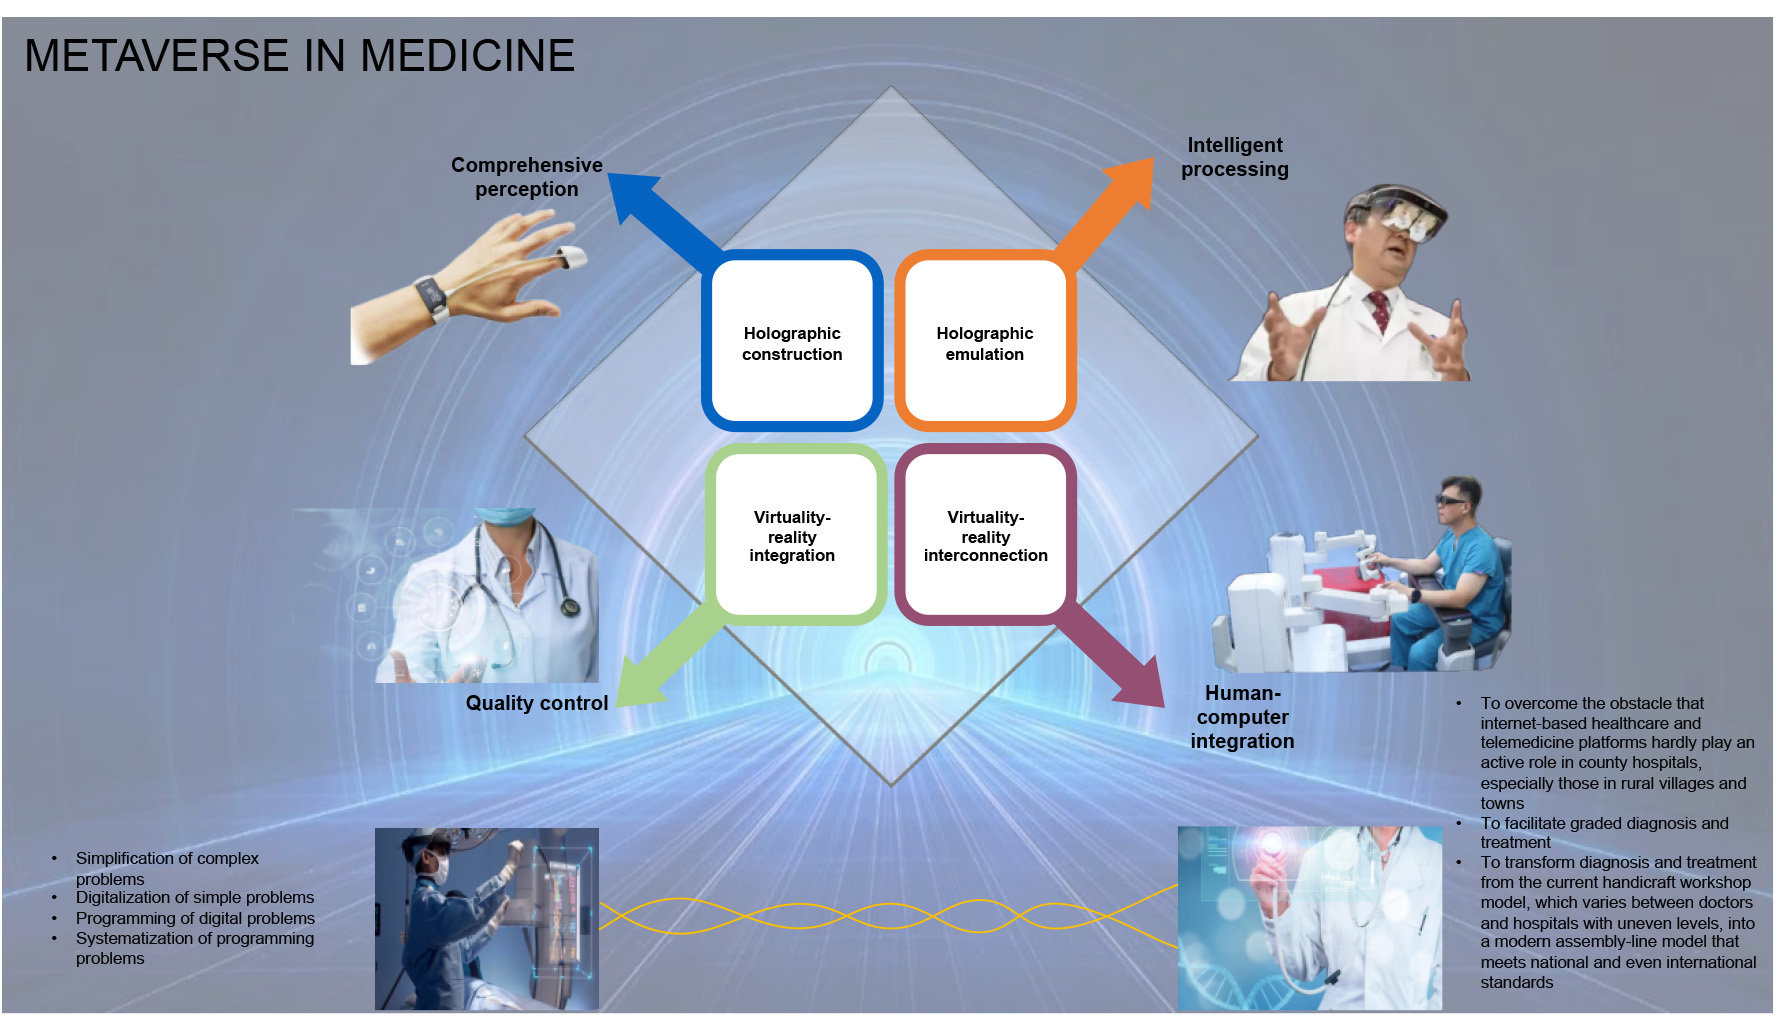 METAVERSE IN MEDICINE
Comprehensive
perception
Intelligent
processing
Holographic
construction
Holographic
emulation
Virtuality-
reality
integration
Virtuality-
reality
interconnection
Quality control
Human-
computer
integration
• Simplification of complex
problems
• Digitalization of simple problems
• Programming of digital problems
• Systematization of programming
problems
• To overcome the obstacle that
internet-based healthcare and
telemedicine platforms hardly play an
active role in county hospitals,
especially those in rural villages and
towns
• To facilitate graded diagnosis and
treatment
• To transform diagnosis and treatment
from the current handicraft workshop
model, which varies between doctors
and hospitals with uneven levels, into
a modern assembly-line model that
meets national and even international
standards